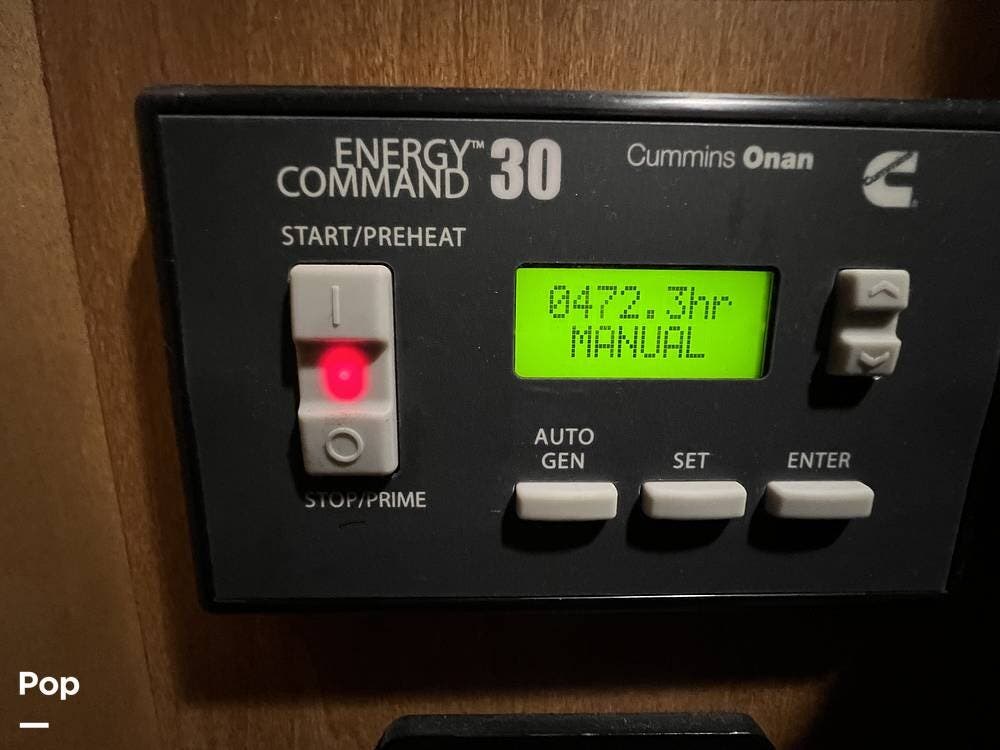 ENERGY™
COMMAND 30
Cummins Onan
START/PREHEAT
0472.3hr
MANUAL
AUTO
GEN
SET
ENTER
STOP/PRIME
Pop